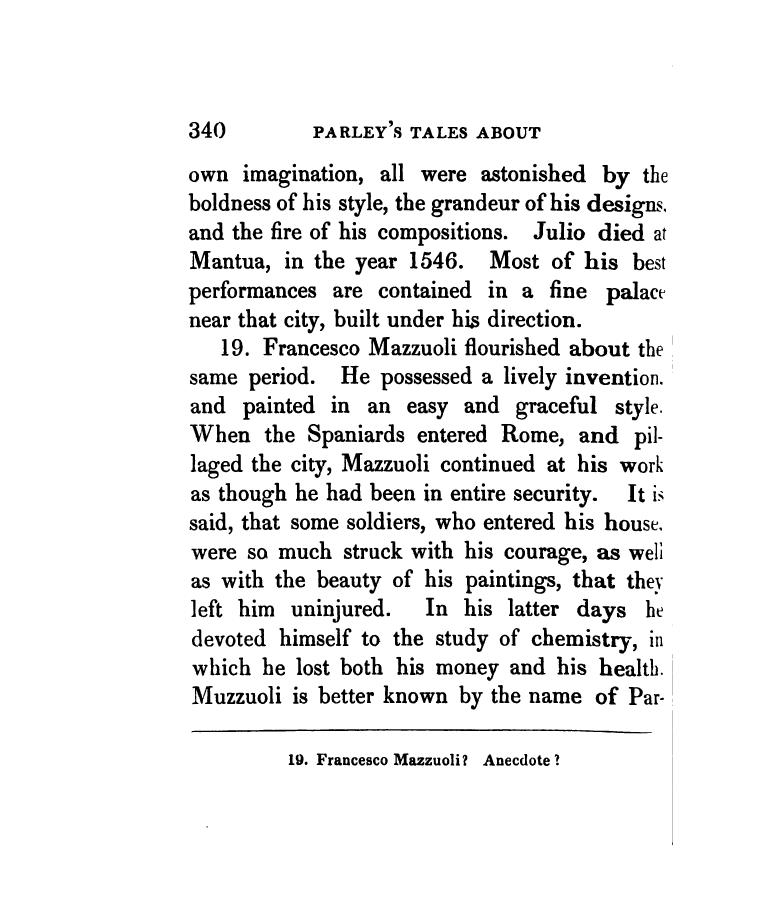 340 PARLEY'S TALES ABOUT
own imagination, all were astonished by the
boldness of his style, the grandeur of his designs.
and the fire of his compositions. Julio died at
Mantua, in the year 1546. Most of his best
performances are contained in a fine palace
near that city, built under his direction.
19. Francesco Mazzuoli flourished about the
same period. He possessed a lively invention.
and painted in an easy and graceful style.
When the Spaniards entered Rome, and pil-
laged the city, Mazzuoli continued at his work
as though he had been in entire security. It is
said, that some soldiers, who entered his house,
were so much struck with his courage, as well
as with the beauty of his paintings, that they
left him uninjured. In his latter days he
devoted himself to the study of chemistry, in
which he lost both his money and his health.
Muzzuoli is better known by the name of Par-
19. Francesco Mazzuoli? Anecdote?